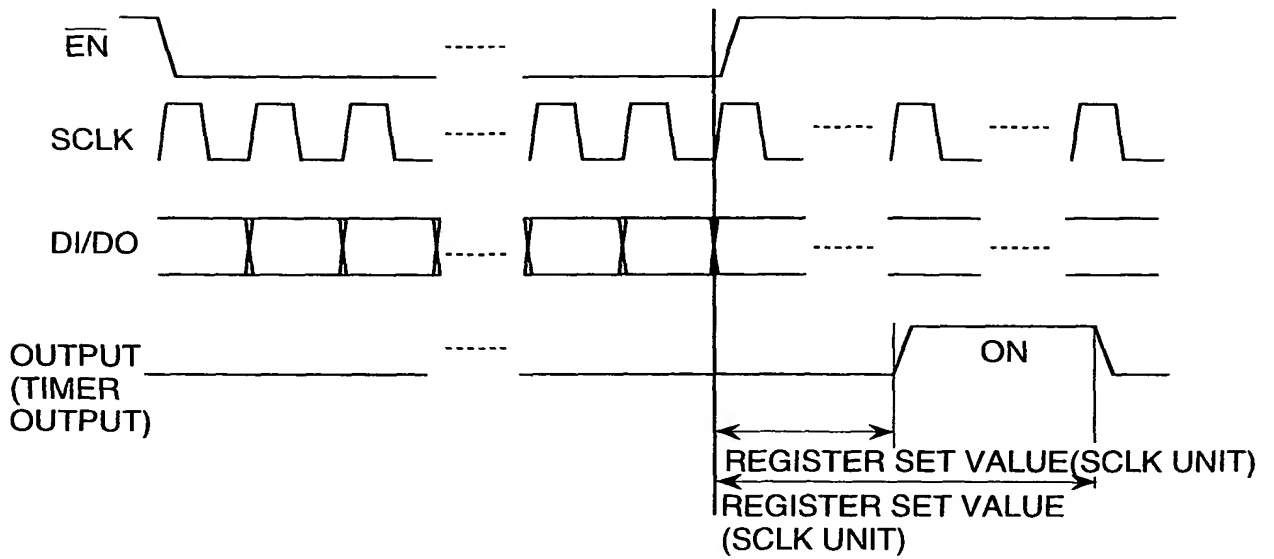 EN
SCLK
DI/DO
OUTPUT
(TIMER
OUTPUT)
ON
REGISTER SET VALUE(SCLK UNIT)
REGISTER SET VALUE
(SCLK UNIT)